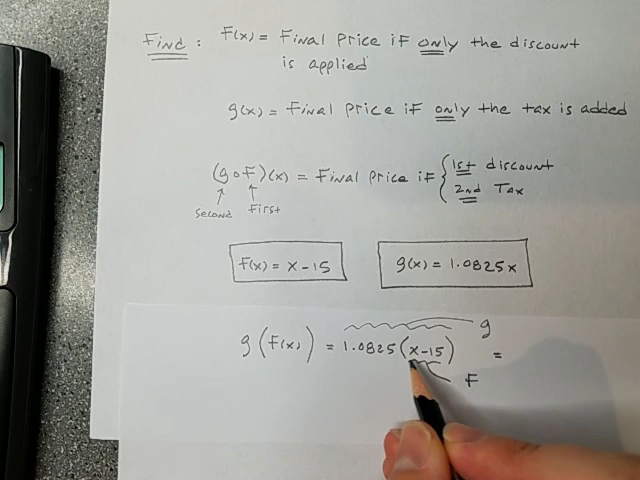 Find: F(x) = Final price if only the discount
is applied
g(x) = Final price if only the tax is added
(g∘F)(x) = Final price if { 1st discount
2nd Tax
second First
F(x) = x - 15 g(x) = 1.0825x
g(F(x)) = 1.0825(x-15) =
g
F